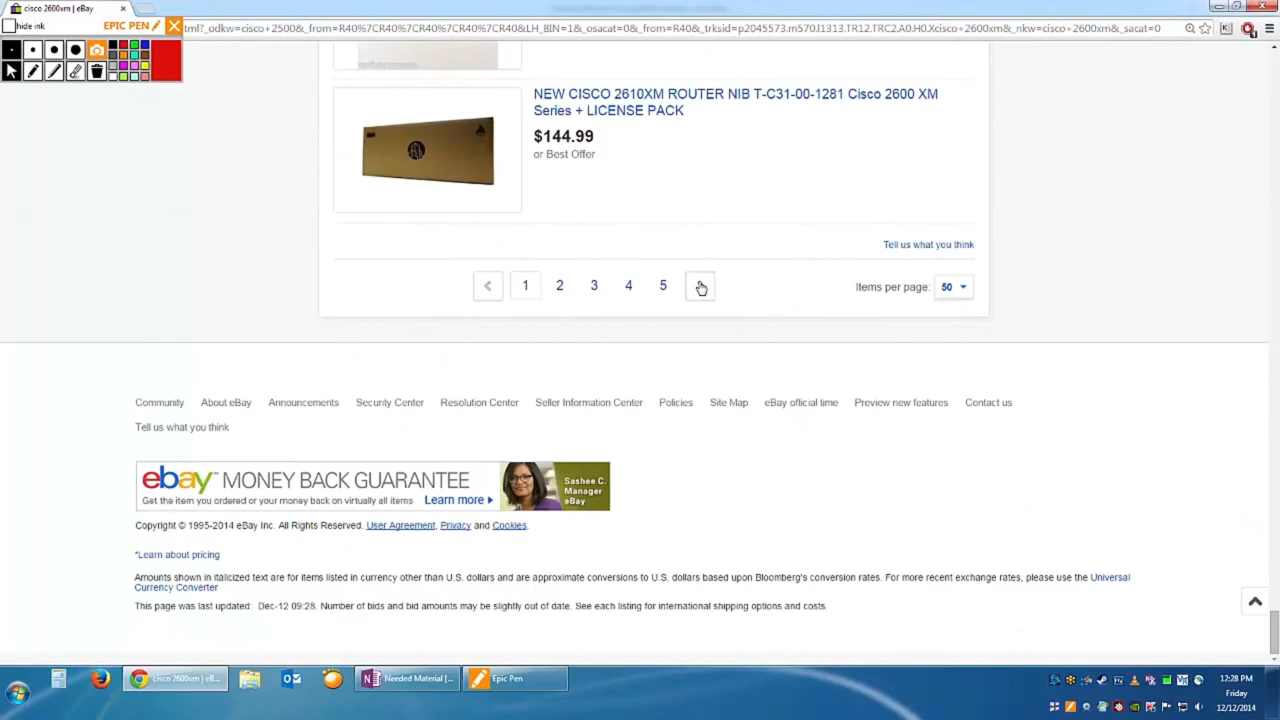 cisco 2600xm | eBay
hide ink
EPIC PEN
html?_odkw=cisco+2500&_from=R40%7CR40%7CR40%7CR40%7CR40&LH_BIN=1&_osacat=0&_from=R40&_trksid=p2045573.m570.l1313.TR12.TRC2.A0.H0.Xcisco+2600xm&_nkw=cisco+2600xm&_sacat=0
NEW CISCO 2610XM ROUTER NIB T-C31-00-1281 Cisco 2600 XM
Series + LICENSE PACK
$144.99
or Best Offer
Tell us what you think
1 2 3 4 5
Items per page: 50
Community About eBay Announcements Security Center Resolution Center Seller Information Center Policies Site Map eBay official time Preview new features Contact us
Tell us what you think
ebay™ MONEY BACK GUARANTEE
Get the item you ordered or your money back on virtually all items Learn more
Sashee C.
Manager
eBay
Copyright © 1995-2014 eBay Inc. All Rights Reserved. User Agreement, Privacy and Cookies.
*Learn about pricing
Amounts shown in italicized text are for items listed in currency other than U.S. dollars and are approximate conversions to U.S. dollars based upon Bloomberg's conversion rates. For more recent exchange rates, please use the Universal
Currency Converter
This page was last updated: Dec-12 09:28. Number of bids and bid amounts may be slightly out of date. See each listing for international shipping options and costs.
cisco 2600xm | eB...
Needed Material [...
Epic Pen
12:28 PM
Friday
12/12/2014